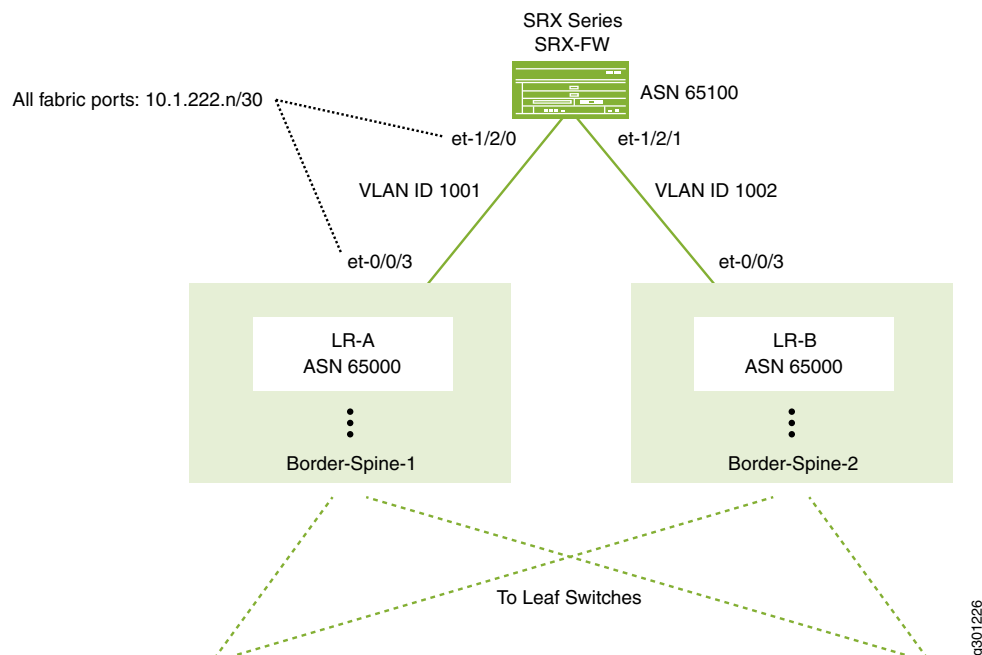 SRX Series
SRX-FW
ASN 65100
All fabric ports: 10.1.222.n/30
et-1/2/0
et-1/2/1
VLAN ID 1001
VLAN ID 1002
et-0/0/3
et-0/0/3
LR-A
ASN 65000
LR-B
ASN 65000
Border-Spine-1
Border-Spine-2
To Leaf Switches
g301226